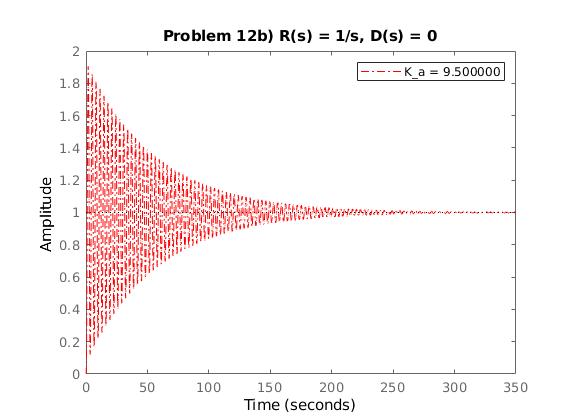 Problem 12b) R(s) = 1/s, D(s) = 0
K_a = 9.500000
2
1.8
1.6
1.4
1.2
1
0.8
0.6
0.4
0.2
0
Amplitude
0 50 100 150 200 250 300 350
Time (seconds)